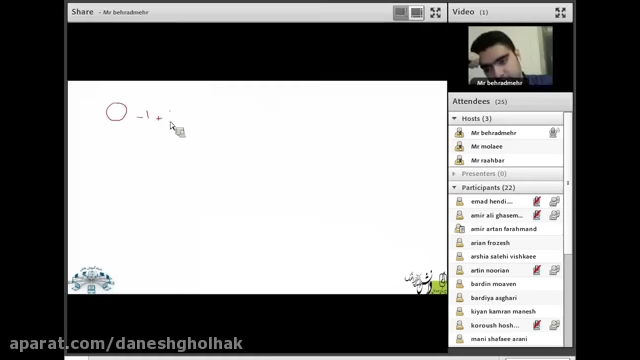 Share - Mr behradmehr
Video (1)
Mr behradmehr
Attendees (25)
Hosts (3)
Mr behradmehr
Mr molaee
Mr raahbar
Presenters (0)
Participants (22)
emad hendi...
amir ali ghasem...
amir artan farahmand
arian frozesh
arshia salehi vishkaee
artin noorian
bardin moaven
bardiya asghari
kiyan kamran manesh
koroush hosh...
mani shafaee arani
-1 +
aparat.com/daneshgholhak